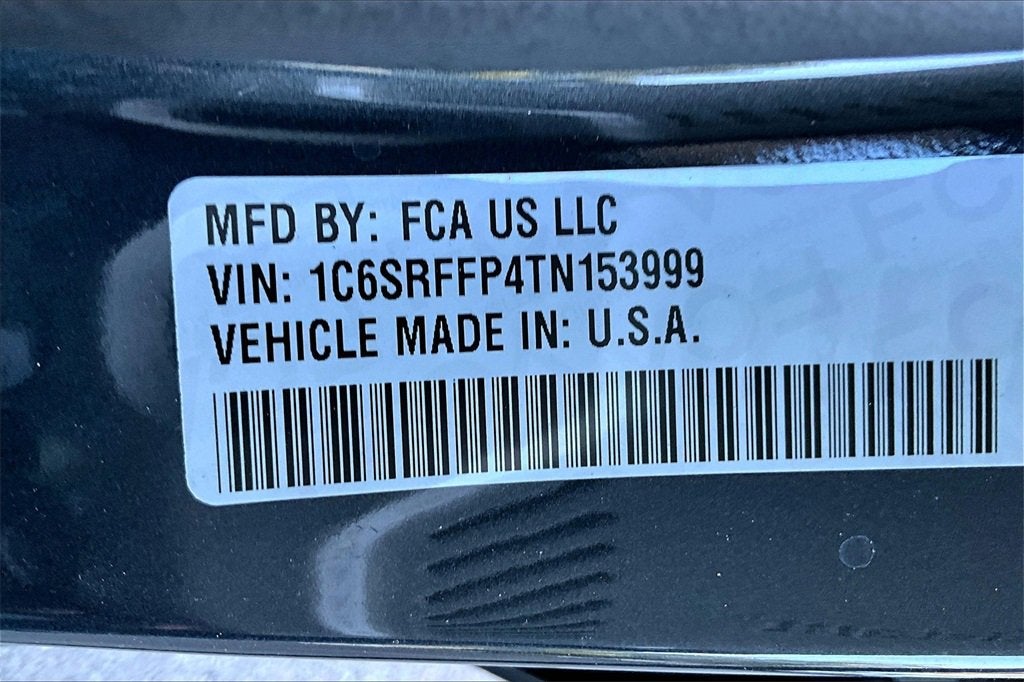 MFD BY: FCA US LLC
VIN: 1C6SRFFP4TN153999
VEHICLE MADE IN: U.S.A.